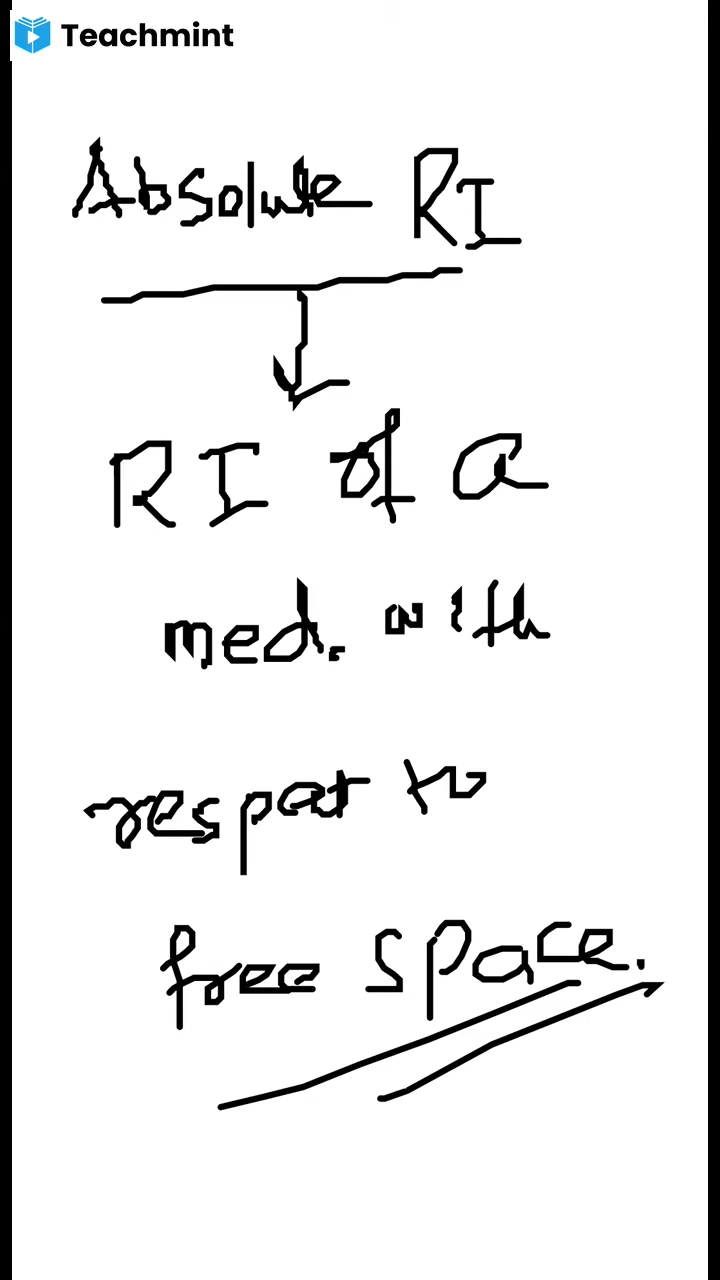 Teachmint
Absolute RI
RI of a
med. with
respect to
free space.